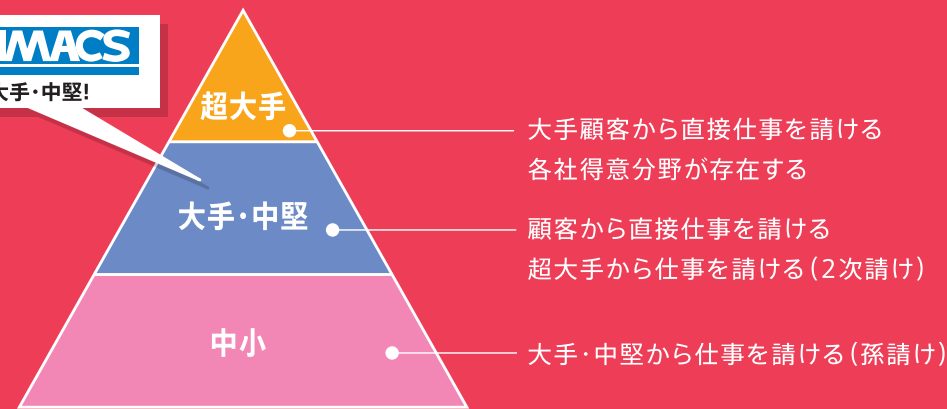 IMACS
大手・中堅!
超大手
大手顧客から直接仕事を請ける
各社得意分野が存在する
大手・中堅
顧客から直接仕事を請ける
超大手から仕事を請ける(2次請け)
中小
大手・中堅から仕事を請ける(孫請け)